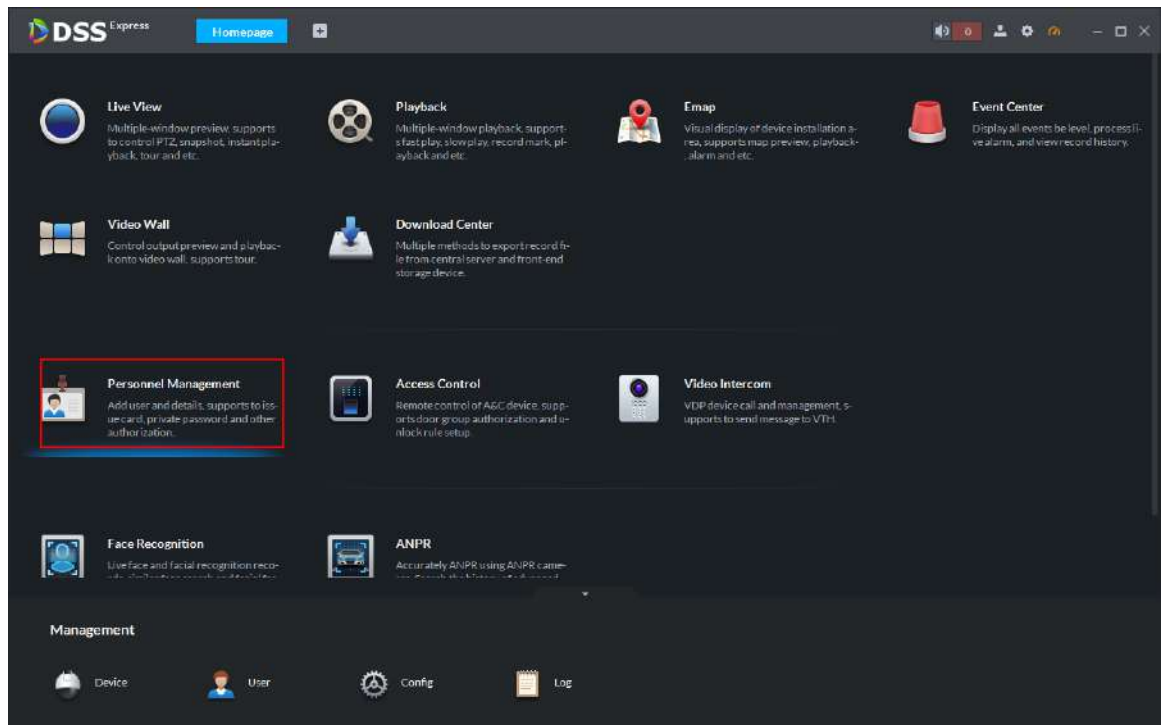 DSS Express
Homepage
0
Live View
Multiple-window preview, supports
to control PTZ, snapshot, instant pla-
yback, tour and etc.
Playback
Multiple-window playback, support-
s fast play, slow play, record mark, pl-
ayback and etc.
Emap
Visual display of device installation a-
rea, supports map preview, playback-
, alarm and etc.
Event Center
Display all events be level, process li-
ve alarm, and view record history.
Video Wall
Control output preview and playbac-
k onto video wall, supports tour.
Download Center
Multiple methods to export record fi-
le from central server and front-end
storage device.
Personnel Management
Add user and details, supports to iss-
ue card, private password and other
authorization.
Access Control
Remote control of A&C device, supp-
orts door group authorization and u-
nlock rule setup.
Video Intercom
VDP device call and management, s-
upports to send message to VTH.
Face Recognition
Live face and facial recognition reco-
ANPR
Accurately ANPR using ANPR came-
Management
Device
User
Config
Log